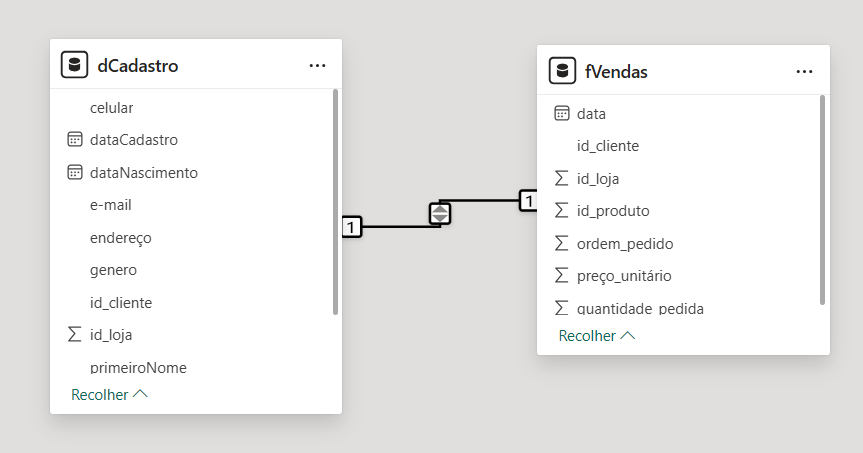 dCadastro
celular
dataCadastro
dataNascimento
e-mail
endereço
genero
id_cliente
id_loja
primeiroNome
Recolher
1
1
fVendas
data
id_cliente
id_loja
id_produto
ordem_pedido
preço_unitário
quantidade_pedida
Recolher